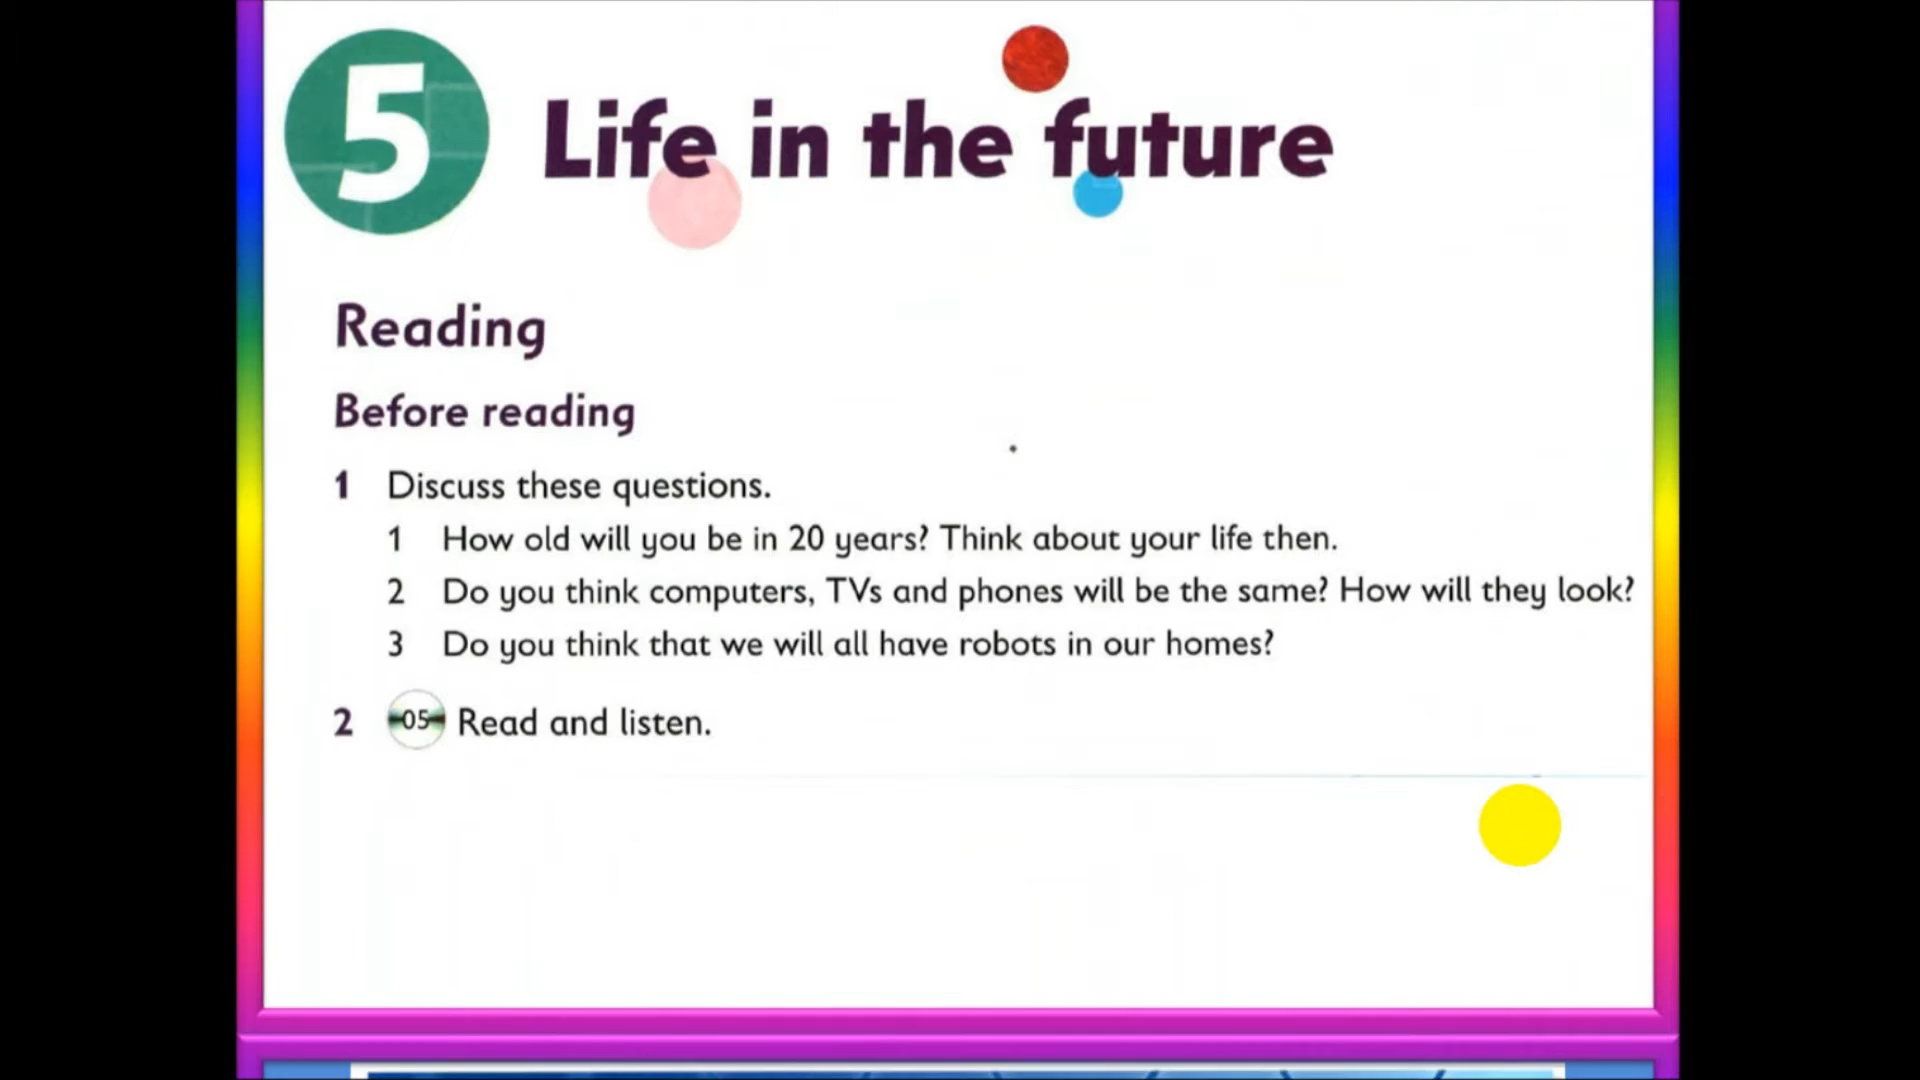 5 Life in the future
Reading
Before reading
1 Discuss these questions.
1 How old will you be in 20 years? Think about your life then.
2 Do you think computers, TVs and phones will be the same? How will they look?
3 Do you think that we will all have robots in our homes?
2 05 Read and listen.